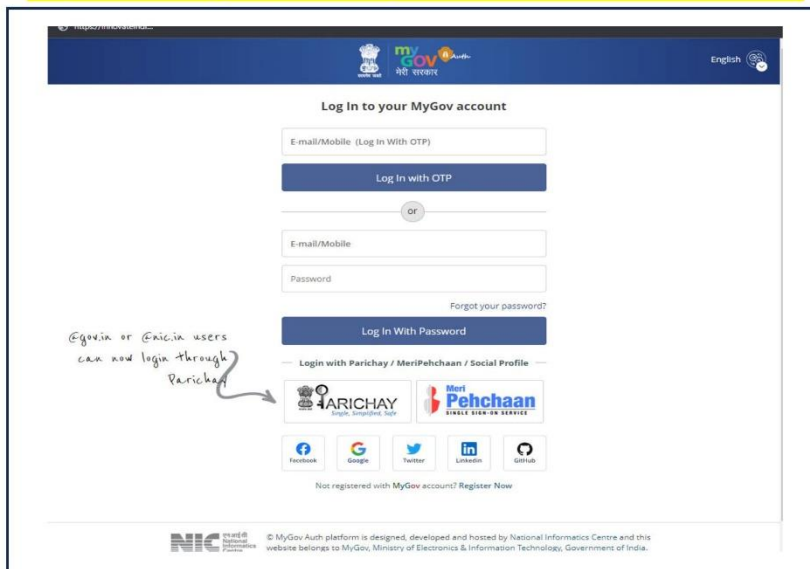 https://innovateindi...
my
GOV Auth
मेरी सरकार
सत्यमेव जयते
English
Log In to your MyGov account
E-mail/Mobile (Log In With OTP)
Log In with OTP
or
E-mail/Mobile
Password
Forgot your password?
Log In With Password
@gov.in or @nic.in users
can now login through
Parichay
Login with Parichay / MeriPehchaan / Social Profile
PARICHAY
Single, Simplified, Safe
Meri
Pehchaan
SINGLE SIGN-ON SERVICE
Facebook
Google
Twitter
Linkedin
GitHub
Not registered with MyGov account? Register Now
NIC
एन आई सी
National
Informatics
Centre
© MyGov Auth platform is designed, developed and hosted by National Informatics Centre and this
website belongs to MyGov, Ministry of Electronics & Information Technology, Government of India.